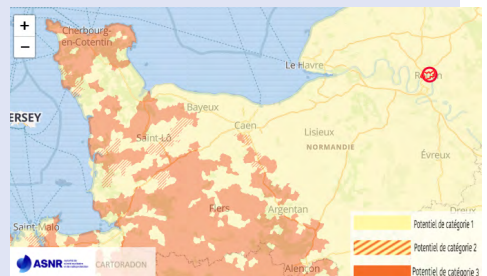 +
−
Cherbourg-
en-Cotentin
Le Havre
ERSEY
Bayeux
Caen
Lisieux
Saint-Lô
NORMANDIE
Évreux
Flers
Argentan
Dreux
Saint-Malo
Alençon
Potentiel de catégorie 1
Potentiel de catégorie 2
Potentiel de catégorie 3
ASNR
CARTORADON